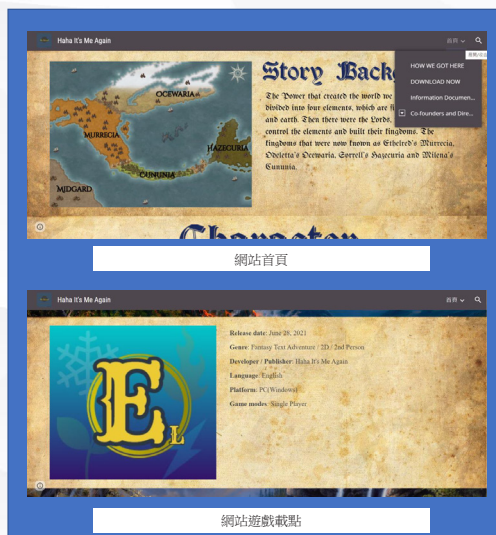 Haha It's Me Again
首頁
HOW WE GOT HERE
DOWNLOAD NOW
Information Documen...
Co-founders and Dire...
Story Back
The Power that created the world we
divided into four elements, which are fi
and earth. Then there were the Lords,
control the elements and built their kingdoms. The
kingdoms that were now known as Ethelred's Murrecia,
Odeletta's Ocewaria, Sorrell's Hazecuria and Milena's
Cununia.
OCEWARIA
MURRECIA
HAZECURIA
CUNUNIA
MIDGARD
Character
網站首頁
Haha It's Me Again
首頁
E
L
Release date: June 28, 2021
Genre: Fantasy Text Adventure / 2D / 2nd Person
Developer / Publisher: Haha It's Me Again
Language: English
Platform: PC(Windows)
Game modes: Single Player
網站遊戲載點